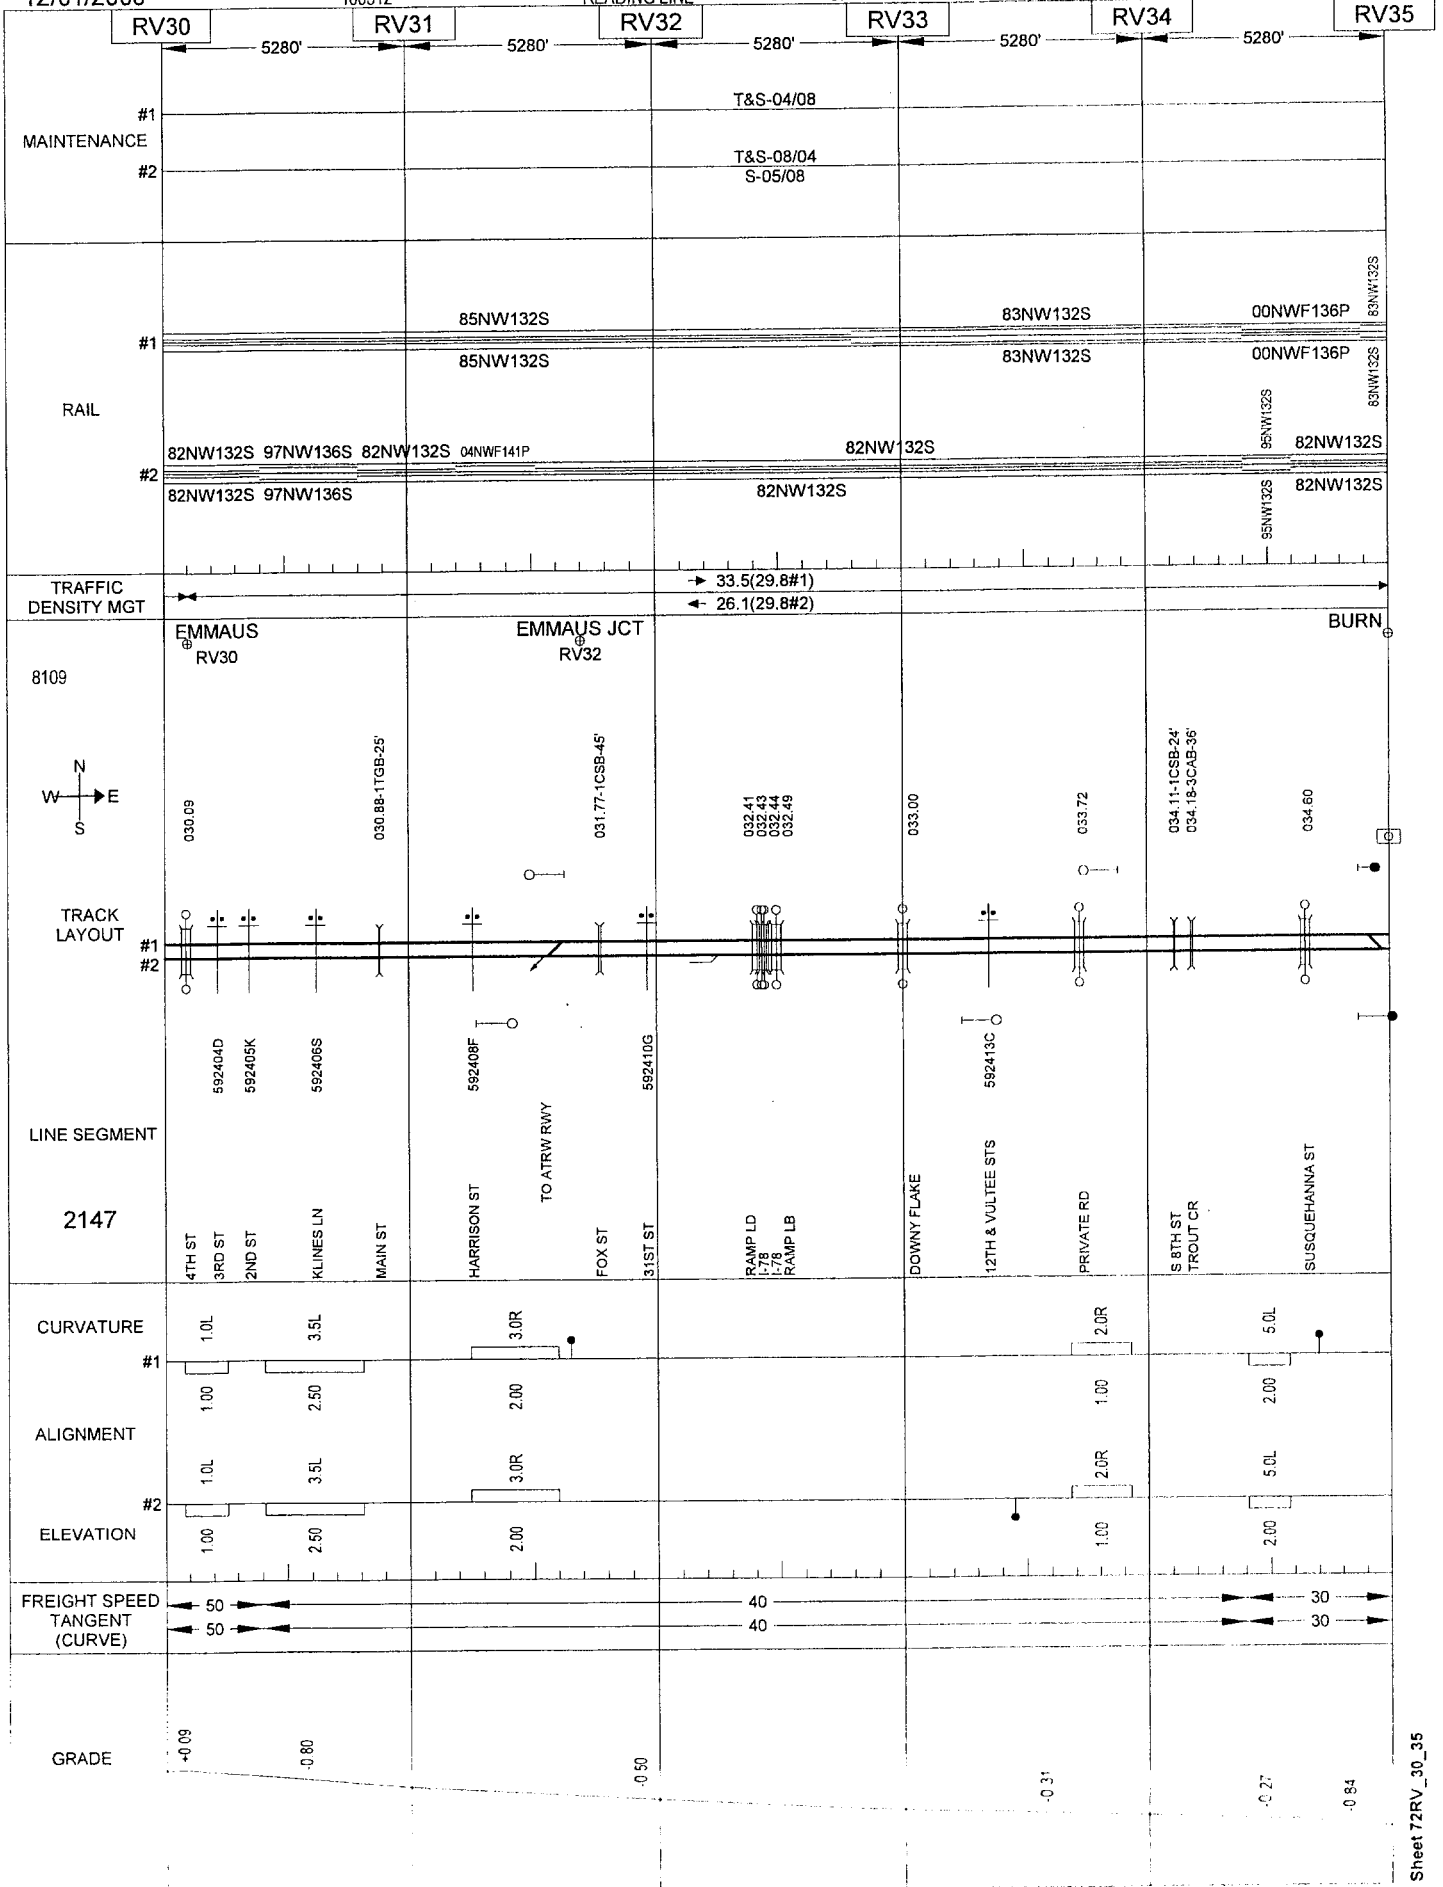 RV30
RV31
RV32
RV33
RV34
RV35
5280'
5280'
5280'
5280'
5280'
MAINTENANCE
#1
T&S-04/08
#2
T&S-08/04
S-05/08
RAIL
#1
85NW132S
83NW132S
00NWF136P
83NW132S
85NW132S
83NW132S
00NWF136P
83NW132S
#2
82NW132S
97NW136S
82NW132S
04NWF141P
82NW132S
95NW132S
82NW132S
82NW132S
97NW136S
82NW132S
95NW132S
82NW132S
TRAFFIC
DENSITY MGT
33.5(29.8#1)
26.1(29.8#2)
EMMAUS
RV30
EMMAUS JCT
RV32
BURN
8109
N
W
E
S
030.09
030.88-1TGB-25'
031.77-1CSB-45'
032.41
032.43
032.44
032.49
033.00
033.72
034.11-1CSB-24'
034.18-3CAB-36'
034.60
TRACK
LAYOUT
#1
#2
592404D
592405K
592406S
592408F
592410G
592413C
LINE SEGMENT
2147
4TH ST
3RD ST
2ND ST
KLINES LN
MAIN ST
HARRISON ST
TO ATRW RWY
FOX ST
31ST ST
RAMP LD
I-78
I-78
RAMP LB
DOWNY FLAKE
12TH & VULTEE STS
PRIVATE RD
S 8TH ST
TROUT CR
SUSQUEHANNA ST
CURVATURE
#1
1.0L
3.5L
3.0R
2.0R
5.0L
1.00
2.50
2.00
1.00
2.00
ALIGNMENT
1.0L
3.5L
3.0R
2.0R
5.0L
#2
ELEVATION
1.00
2.50
2.00
1.00
2.00
FREIGHT SPEED
TANGENT
(CURVE)
50
40
30
50
40
30
GRADE
+0.09
-0.80
-0.50
-0.31
-0.27
-0.84
Sheet 72RV_30_35